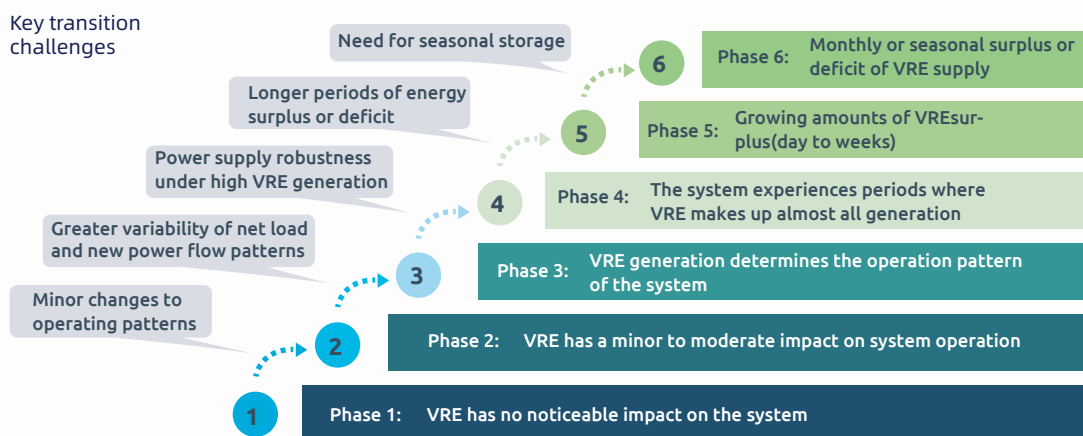 Key transition
challenges
Need for seasonal storage
6
Phase 6:
Monthly or seasonal surplus or
deficit of VRE supply
Longer periods of energy
surplus or deficit
5
Phase 5:
Growing amounts of VREsur-
plus(day to weeks)
Power supply robustness
under high VRE generation
4
Phase 4:
The system experiences periods where
VRE makes up almost all generation
Greater variability of net load
and new power flow patterns
3
Phase 3:
VRE generation determines the operation pattern
of the system
Minor changes to
operating patterns
2
Phase 2:
VRE has a minor to moderate impact on system operation
1
Phase 1:
VRE has no noticeable impact on the system